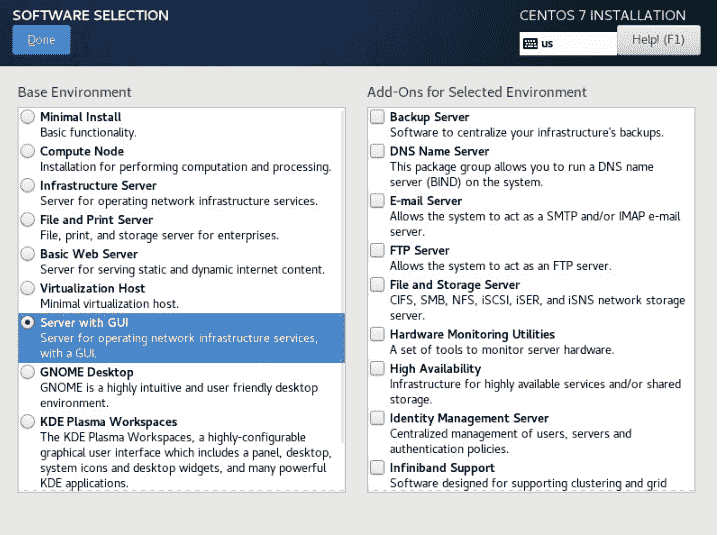 SOFTWARE SELECTION
CENTOS 7 INSTALLATION
Done
us
Help! (F1)
Base Environment
Minimal Install
Basic functionality.
Compute Node
Installation for performing computation and processing.
Infrastructure Server
Server for operating network infrastructure services.
File and Print Server
File, print, and storage server for enterprises.
Basic Web Server
Server for serving static and dynamic internet content.
Virtualization Host
Minimal virtualization host.
Server with GUI
Server for operating network infrastructure services,
with a GUI.
GNOME Desktop
GNOME is a highly intuitive and user friendly desktop
environment.
KDE Plasma Workspaces
The KDE Plasma Workspaces, a highly-configurable
graphical user interface which includes a panel, desktop,
system icons and desktop widgets, and many powerful
KDE applications.
Add-Ons for Selected Environment
Backup Server
Software to centralize your infrastructure's backups.
DNS Name Server
This package group allows you to run a DNS name
server (BIND) on the system.
E-mail Server
Allows the system to act as a SMTP and/or IMAP e-mail
server.
FTP Server
Allows the system to act as an FTP server.
File and Storage Server
CIFS, SMB, NFS, iSCSI, iSER, and iSNS network storage
server.
Hardware Monitoring Utilities
A set of tools to monitor server hardware.
High Availability
Infrastructure for highly available services and/or shared
storage.
Identity Management Server
Centralized management of users, servers and
authentication policies.
Infiniband Support
Software designed for supporting clustering and grid